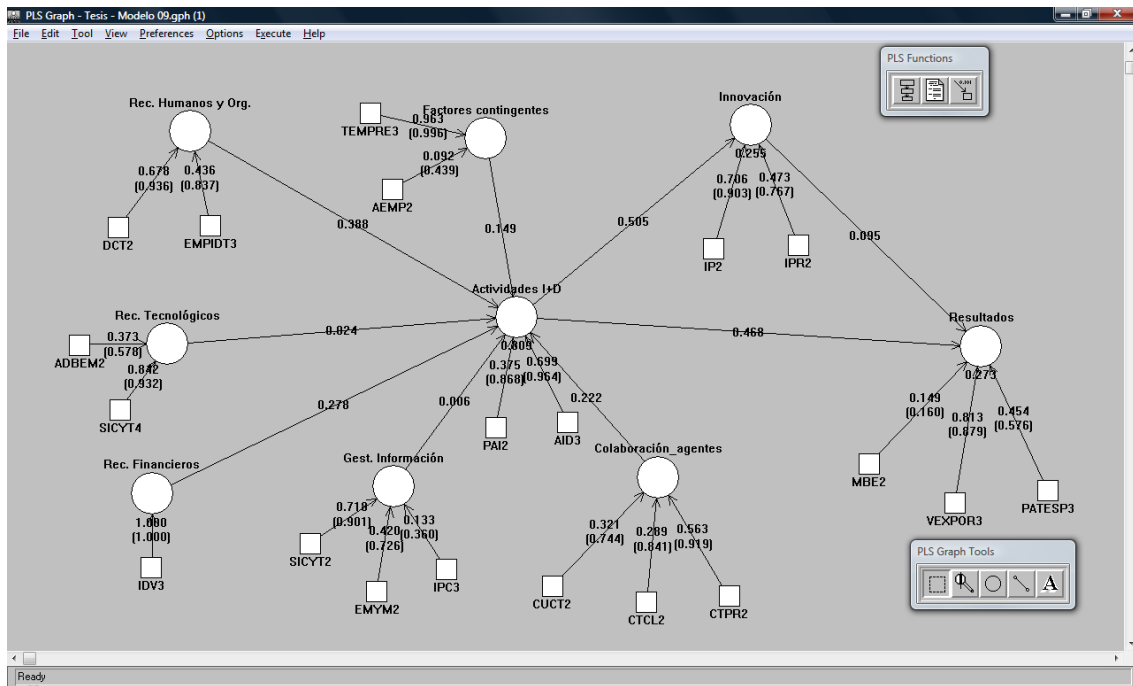 PLS Graph - Tesis - Modelo 09.gph (1)
File Edit Tool View Preferences Options Execute Help
PLS Functions
0.391
Rec. Humanos y Org.
Factores contingentes
Innovación
TEMPRE3
0.963
(0.996)
0.092
(0.439)
AEMP2
0.678
(0.936)
0.436
(0.837)
DCT2
EMPIDT3
0.255
0.706
(0.903)
0.473
(0.767)
IP2
IPR2
0.388
0.149
0.505
0.095
Actividades I+D
Rec. Tecnológicos
Resultados
ADBEM2
0.373
(0.578)
0.842
(0.932)
SICYT4
0.024
0.468
0.809
0.375
(0.868)
0.699
(0.964)
PAI2
AID3
0.273
0.149
(0.160)
0.813
(0.879)
0.454
(0.576)
MBE2
VEXPOR3
PATESP3
0.278
0.006
0.222
Rec. Financieros
Gest. Información
Colaboración_agentes
1.000
(1.000)
IDV3
0.718
(0.901)
0.420
(0.726)
0.133
(0.360)
SICYT2
EMYM2
IPC3
0.321
(0.744)
0.289
(0.841)
0.563
(0.919)
CUCT2
CTCL2
CTPR2
PLS Graph Tools
A
Ready